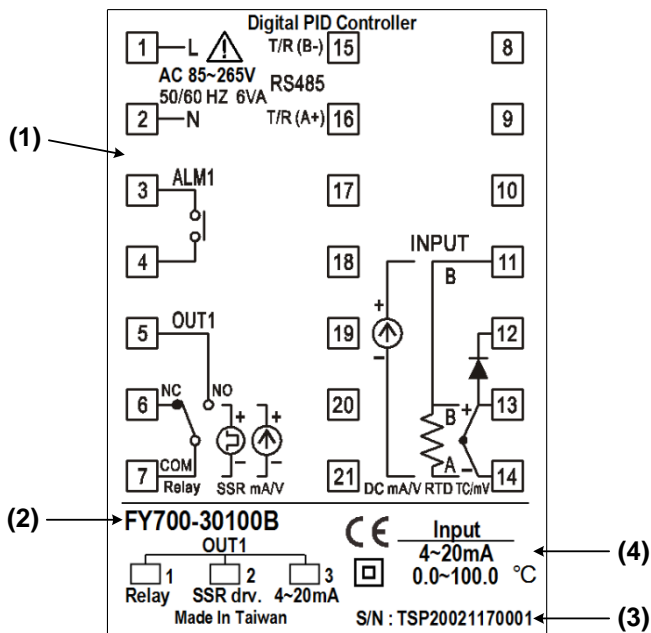 Digital PID Controller
1 L T/R (B-) 15 8
AC 85~265V
50/60 HZ 6VA
RS485
2 N T/R (A+) 16 9
(1)
3 ALM1 17 10
4 18 INPUT 11
B
+
5 OUT1 19 12
-
6 NC NO 20 B + 13
+ +
7 COM - - 21 A - 14
Relay SSR mA/V DC mA/V RTD TC/mV
(2) FY700-30100B
OUT1
1 2 3
Relay SSR drv. 4~20mA
Made In Taiwan
CE Input
4~20mA (4)
0.0~100.0 °C
S/N : TSP20021170001 (3)